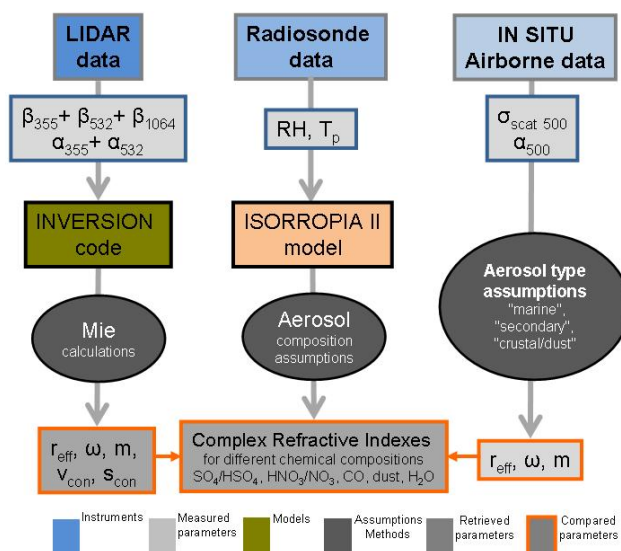 LIDAR
data
β355+ β532 + β1064
α355+ α532
INVERSION
code
Mie
calculations
reff, ω, m,
vcon, scon
Radiosonde
data
RH, Tp
ISORROPIA II
model
Aerosol
composition
assumptions
Complex Refractive Indexes
for different chemical compositions
SO4/HSO4, HNO3/NO3, CO, dust, H2O
IN SITU
Airborne data
σscat 500
α500
Aerosol type
assumptions
"marine",
"secondary",
"crustal/dust"
reff, ω, m
Instruments
Measured
parameters
Models
Assumptions
Methods
Retrieved
parameters
Compared
parameters